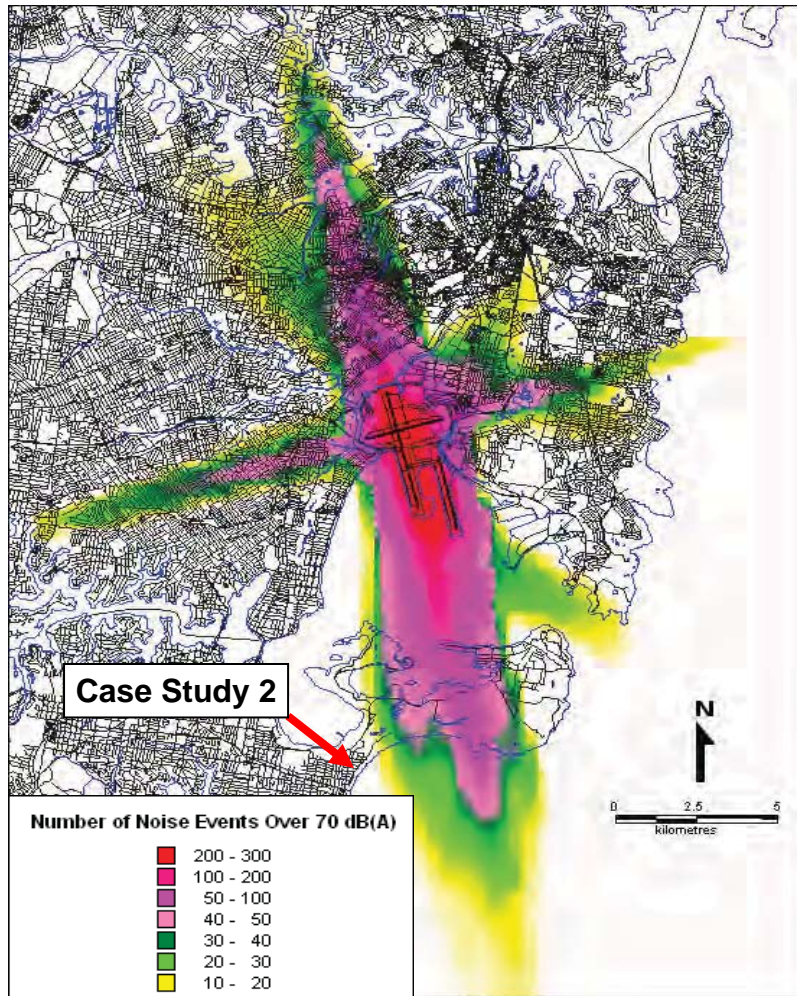 Case Study 2
N
0 2.5 5
kilometres
Number of Noise Events Over 70 dB(A)
200 - 300
100 - 200
50 - 100
40 - 50
30 - 40
20 - 30
10 - 20